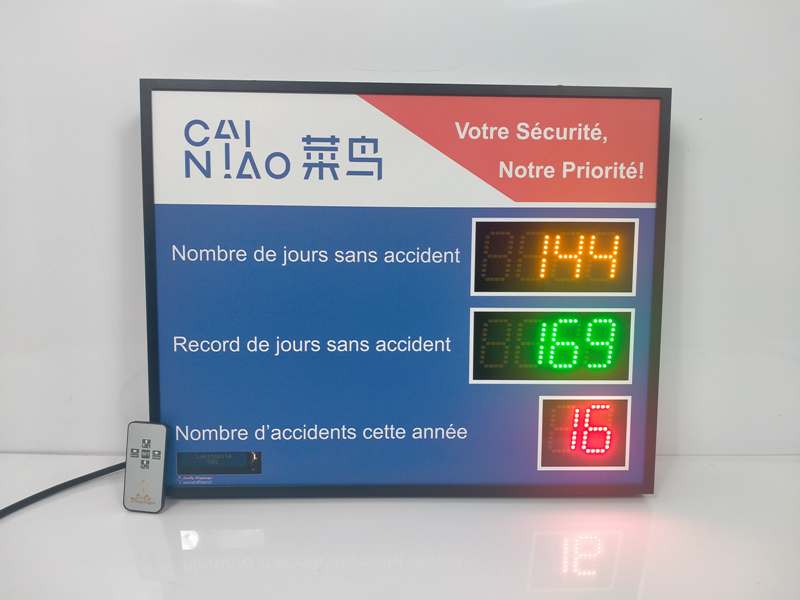 CAI
NIAO 菜鸟
Votre Sécurité,
Notre Priorité!
Nombre de jours sans accident
144
Record de jours sans accident
169
Nombre d'accidents cette année
16